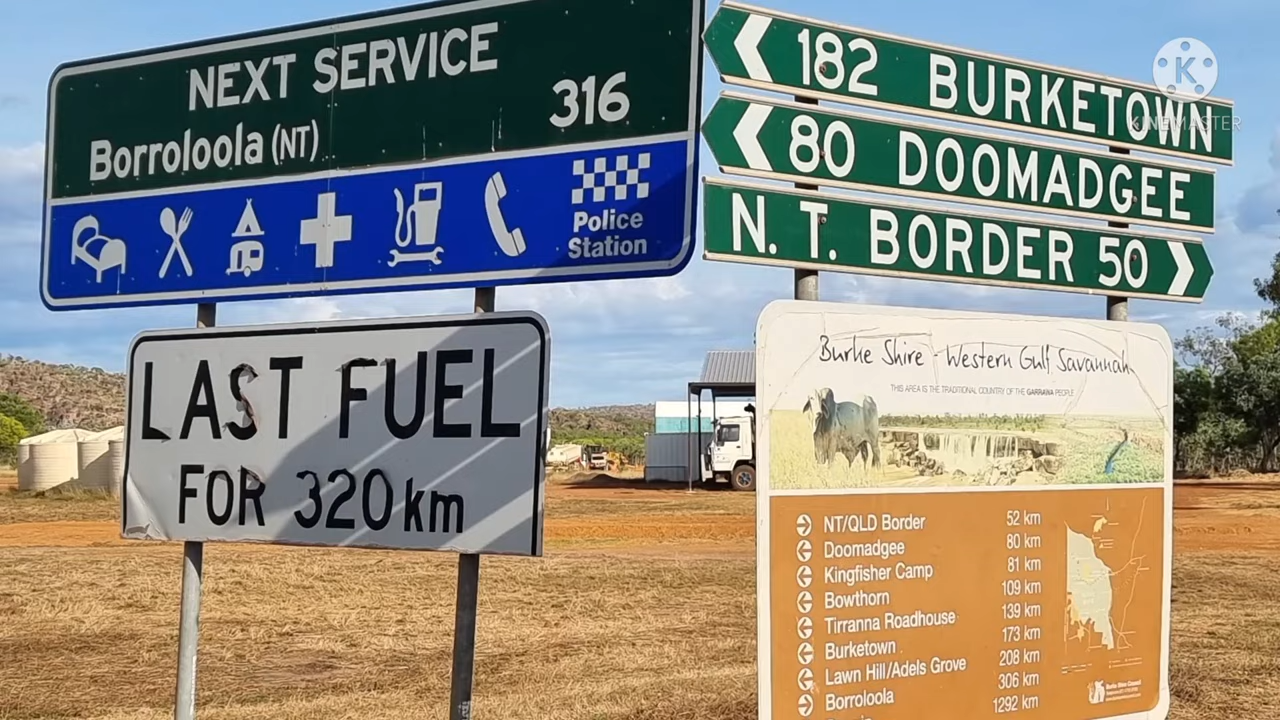 NEXT SERVICE
Borroloola (NT) 316
Police
Station
LAST FUEL
FOR 320km
182 BURKETOWN
80 DOOMADGEE
N. T. BORDER 50
K
KINEMASTER
Burke Shire - Western Gulf Savannah
THIS AREA IS THE TRADITIONAL COUNTRY OF THE GARRAWA PEOPLE
NT/QLD Border 52 km
Doomadgee 80 km
Kingfisher Camp 81 km
Bowthorn 109 km
Tirranna Roadhouse 139 km
Burketown 173 km
Lawn Hill/Adels Grove 208 km
Borroloola 306 km
1292 km